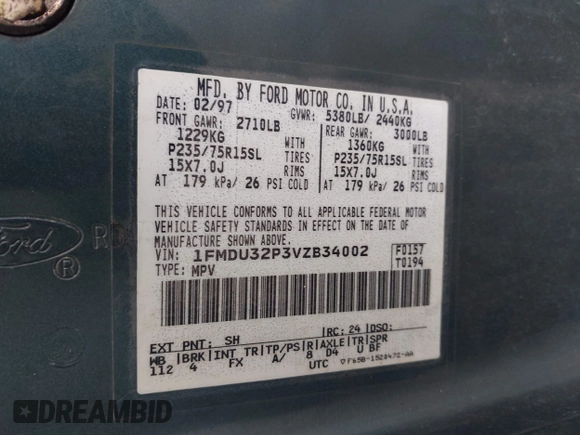 MFD. BY FORD MOTOR CO. IN U.S.A.
DATE: 02/97 GVWR: 5380LB/ 2440KG
FRONT GAWR: 2710LB REAR GAWR: 3000LB
1229KG WITH 1360KG WITH
P235/75R15SL TIRES P235/75R15SL TIRES
15X7.0J RIMS 15X7.0J RIMS
AT 179 kPa/ 26 PSI COLD AT 179 kPa/ 26 PSI COLD
THIS VEHICLE CONFORMS TO ALL APPLICABLE FEDERAL MOTOR
VEHICLE SAFETY STANDARDS IN EFFECT ON THE DATE OF
MANUFACTURE SHOWN ABOVE.
VIN: 1FMDU32P3VZB34002 F0157
TYPE: MPV T0194
EXT PNT: SH RC: 24 DSO:
WB BRK INT TR TP/PS R AXLE TR SPR
112 4 FX A/ 8 D4 U BF
UTC ▽F65B-1520472-AA
Ford ®
DREAMBID